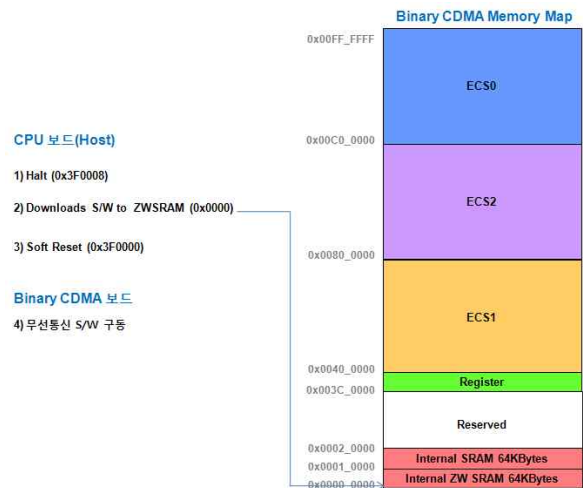 Binary CDMA Memory Map
0x00FF_FFFF
ECS0
CPU 보드(Host)
0x00C0_0000
1) Halt (0x3F0008)
2) Downloads S/W to ZWSRAM (0x0000)
ECS2
3) Soft Reset (0x3F0000)
0x0080_0000
Binary CDMA 보드
4) 무선통신 S/W 구동
ECS1
0x0040_0000
Register
0x003C_0000
Reserved
0x0002_0000
Internal SRAM 64KBytes
0x0001_0000
Internal ZW SRAM 64KBytes
0x0000_0000